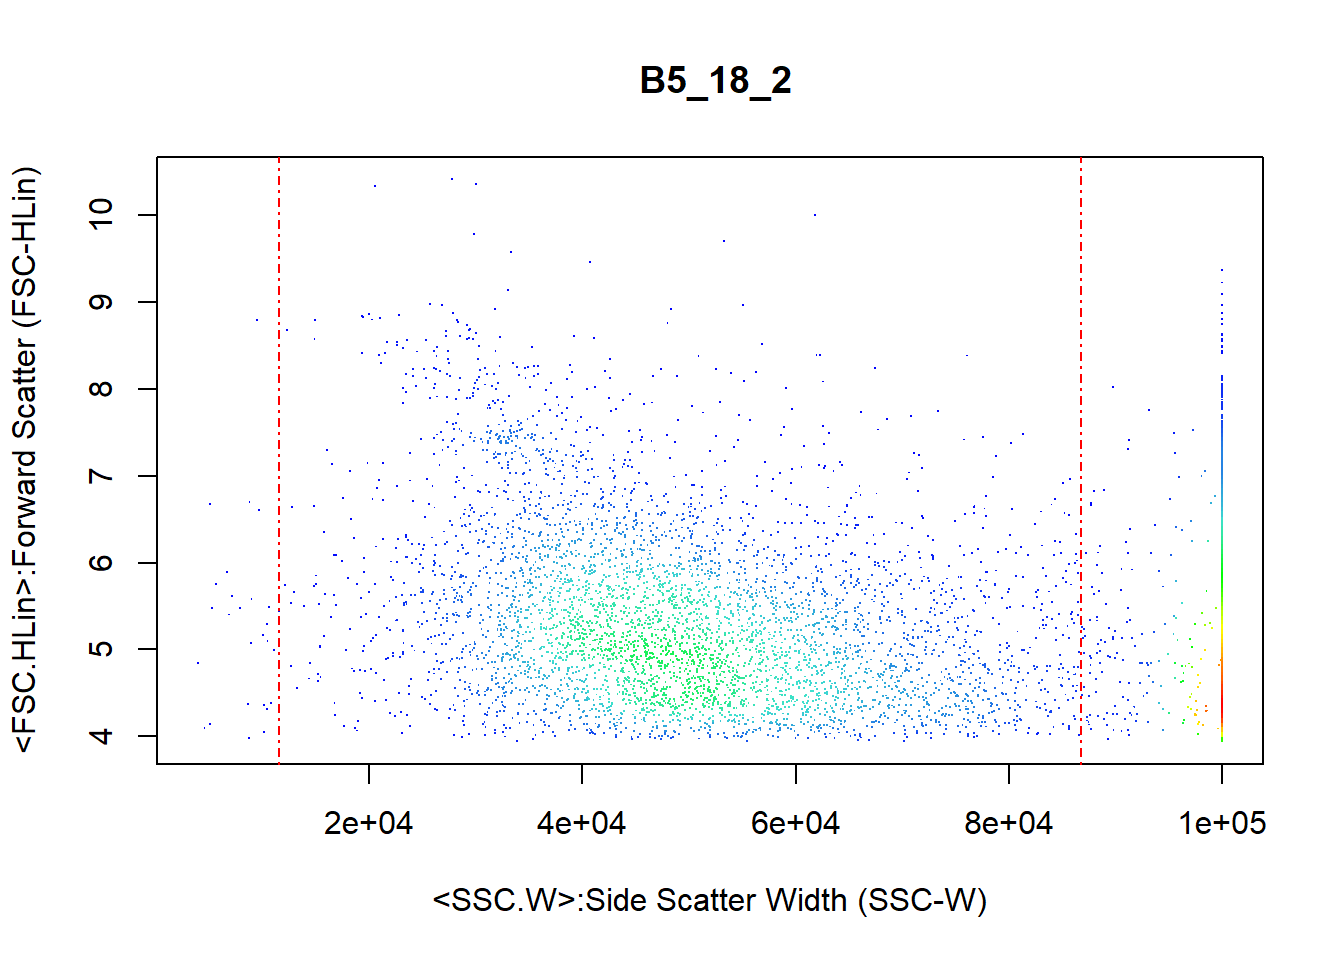 B5_18_2
<FSC.HLin>:Forward Scatter (FSC-HLin)
10
9
8
7
6
5
4
2e+04 4e+04 6e+04 8e+04 1e+05
<SSC.W>:Side Scatter Width (SSC-W)